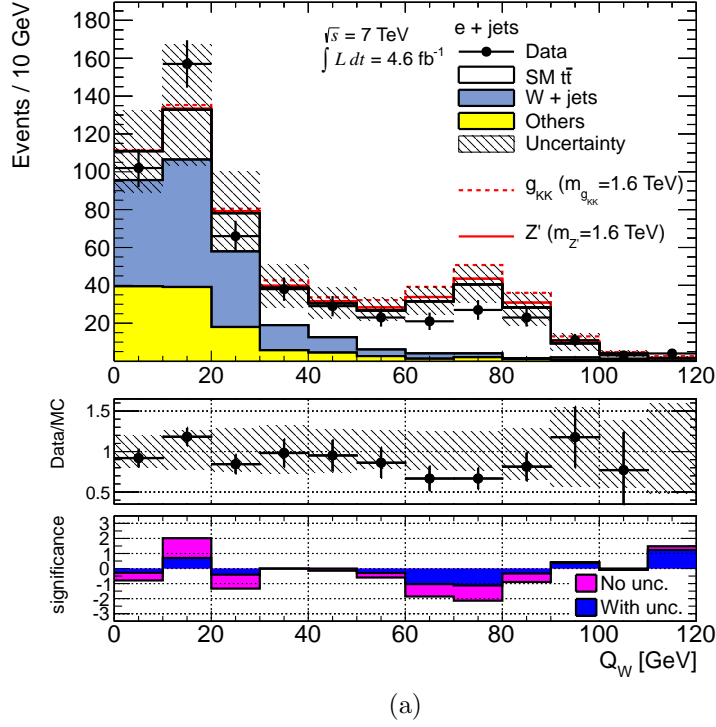 180
160
140
120
100
80
60
40
20
Events / 10 GeV
√s = 7 TeV
∫ L dt = 4.6 fb⁻¹
e + jets
Data
SM tt̄
W + jets
Others
Uncertainty
g_KK (m_g_KK =1.6 TeV)
Z' (m_Z' =1.6 TeV)
0 20 40 60 80 100 120
Data/MC
1.5
1
0.5
significance
3
2
1
0
-1
-2
-3
No unc.
With unc.
0 20 40 60 80 100 120
Q_W [GeV]
(a)